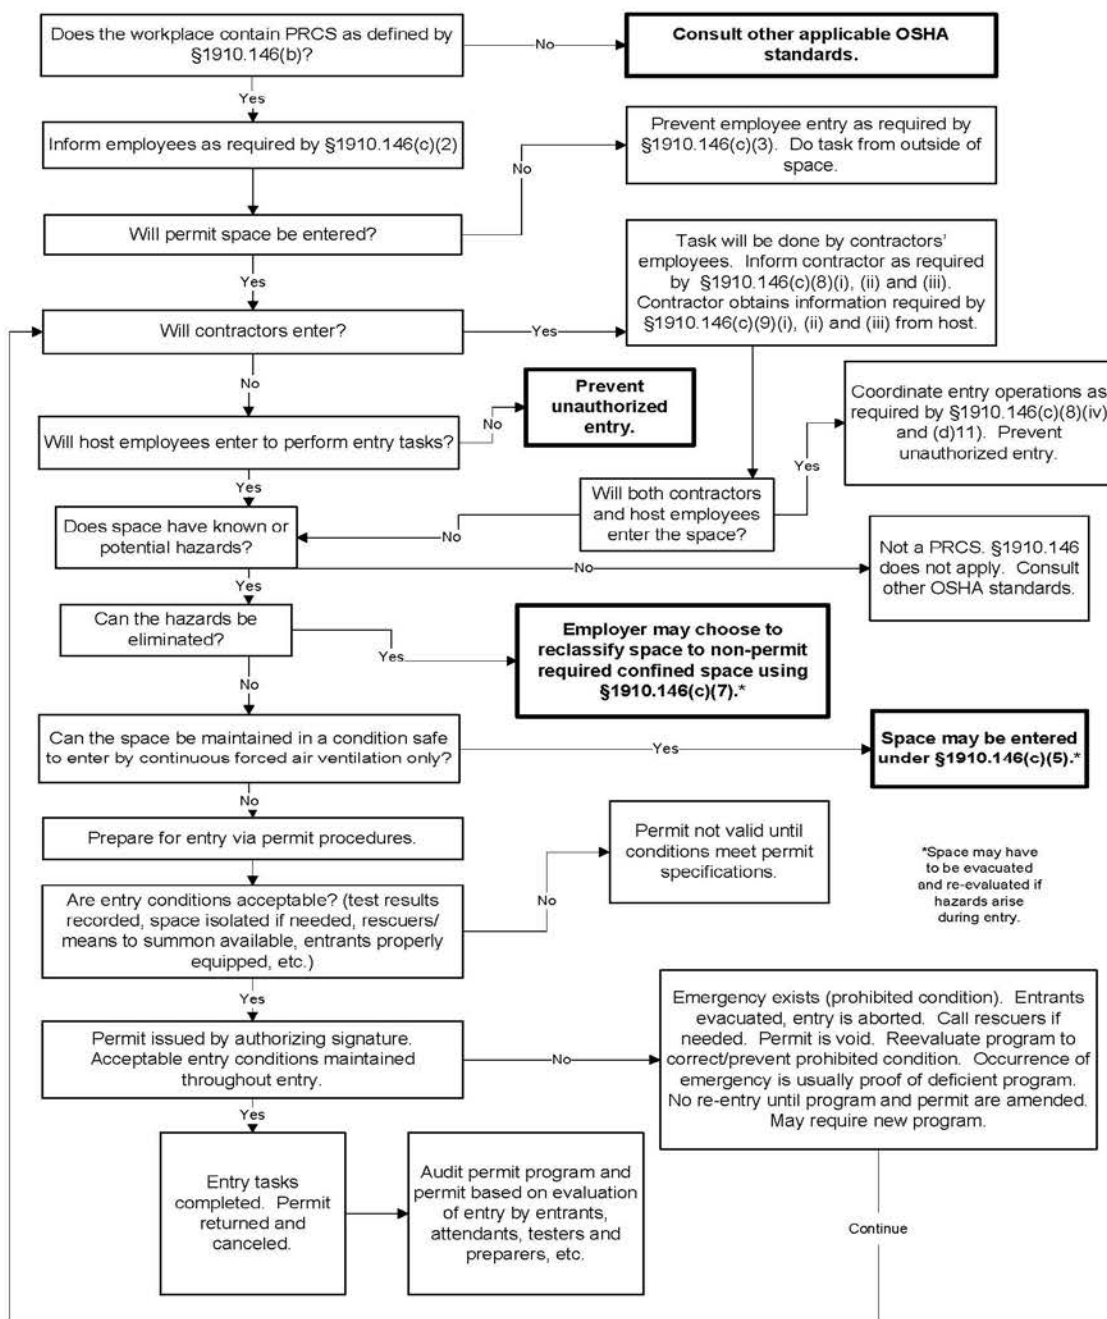 Does the workplace contain PRCS as defined by
§1910.146(b)?
No
Consult other applicable OSHA
standards.
Yes
Inform employees as required by §1910.146(c)(2)
No
Prevent employee entry as required by
§1910.146(c)(3). Do task from outside of
space.
Will permit space be entered?
Yes
Task will be done by contractors'
employees. Inform contractor as required
by §1910.146(c)(8)(i), (ii) and (iii).
Contractor obtains information required by
§1910.146(c)(9)(i), (ii) and (iii) from host.
Will contractors enter?
Yes
No
Prevent
unauthorized
entry.
Coordinate entry operations as
required by §1910.146(c)(8)(iv)
and (d)11). Prevent
unauthorized entry.
Will host employees enter to perform entry tasks?
No
Yes
Yes
Will both contractors
and host employees
enter the space?
Does space have known or
potential hazards?
No
Not a PRCS. §1910.146
does not apply. Consult
other OSHA standards.
No
Yes
Can the hazards be
eliminated?
Yes
Employer may choose to
reclassify space to non-permit
required confined space using
§1910.146(c)(7).*
No
Can the space be maintained in a condition safe
to enter by continuous forced air ventilation only?
Yes
Space may be entered
under §1910.146(c)(5).*
No
Prepare for entry via permit procedures.
Permit not valid until
conditions meet permit
specifications.
*Space may have
to be evacuated
and re-evaluated if
hazards arise
during entry.
Are entry conditions acceptable? (test results
recorded, space isolated if needed, rescuers/
means to summon available, entrants properly
equipped, etc.)
No
Yes
Permit issued by authorizing signature.
Acceptable entry conditions maintained
throughout entry.
No
Emergency exists (prohibited condition). Entrants
evacuated, entry is aborted. Call rescuers if
needed. Permit is void. Reevaluate program to
correct/prevent prohibited condition. Occurrence of
emergency is usually proof of deficient program.
No re-entry until program and permit are amended.
May require new program.
Yes
Entry tasks
completed. Permit
returned and
canceled.
Audit permit program and
permit based on evaluation
of entry by entrants,
attendants, testers and
preparers, etc.
Continue